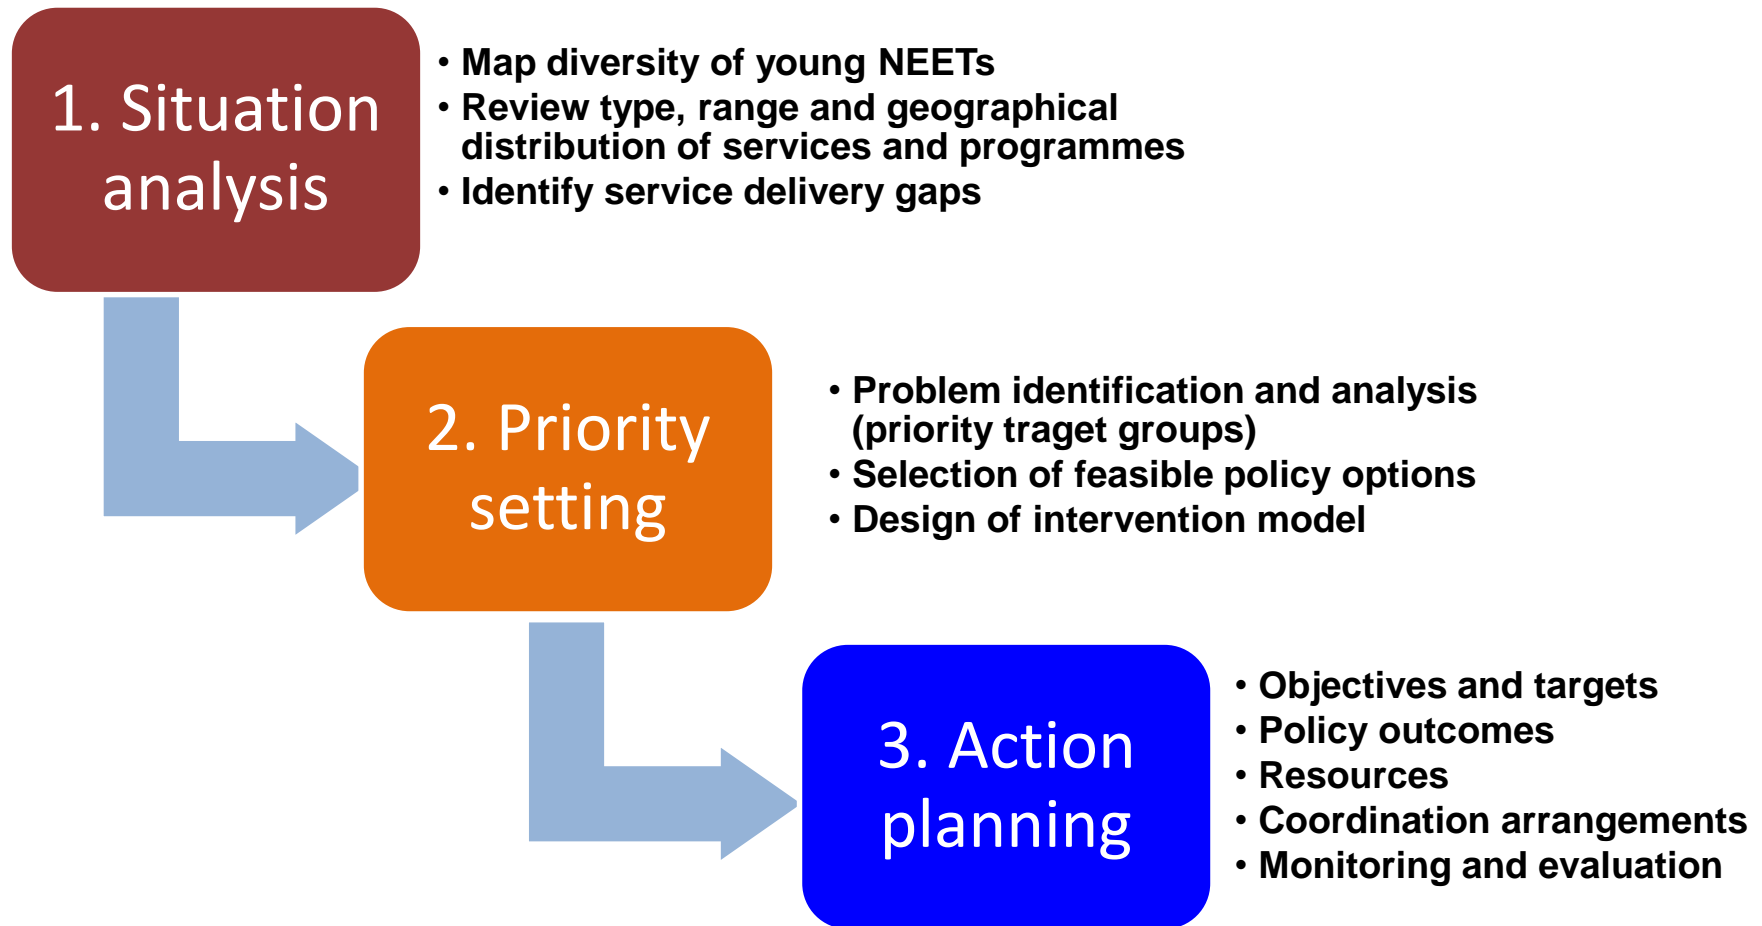 1. Situation
analysis
• Map diversity of young NEETs
• Review type, range and geographical
distribution of services and programmes
• Identify service delivery gaps
2. Priority
setting
• Problem identification and analysis
(priority traget groups)
• Selection of feasible policy options
• Design of intervention model
3. Action
planning
• Objectives and targets
• Policy outcomes
• Resources
• Coordination arrangements
• Monitoring and evaluation